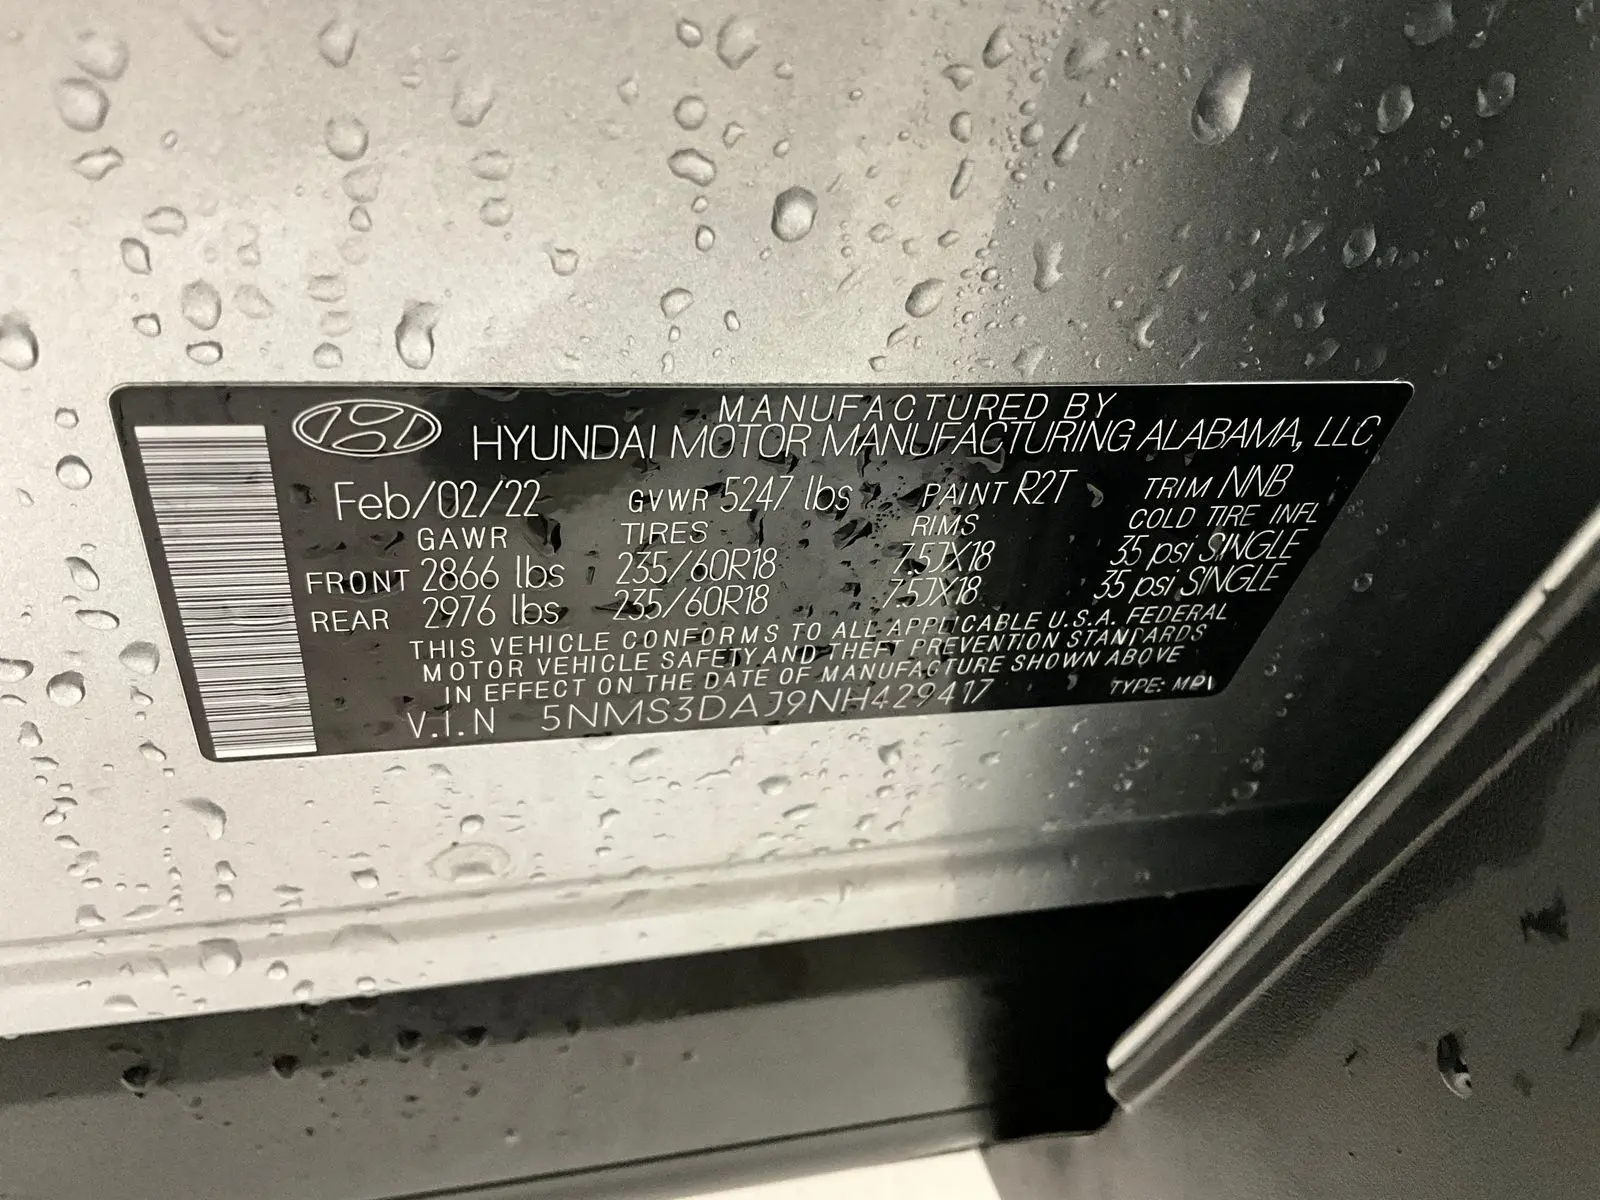 MANUFACTURED BY
HYUNDAI MOTOR MANUFACTURING ALABAMA, LLC
Feb/02/22 GVWR 5247 lbs PAINT R2T TRIM NNB
GAWR TIRES RIMS COLD TIRE INFL
FRONT 2866 lbs 235/60R18 7.5JX18 35 psi SINGLE
REAR 2976 lbs 235/60R18 7.5JX18 35 psi SINGLE
THIS VEHICLE CONFORMS TO ALL APPLICABLE U.S.A. FEDERAL
MOTOR VEHICLE SAFETY AND THEFT PREVENTION STANDARDS
IN EFFECT ON THE DATE OF MANUFACTURE SHOWN ABOVE
V.I.N 5NMS3DAJ9NH429417 TYPE: MPV